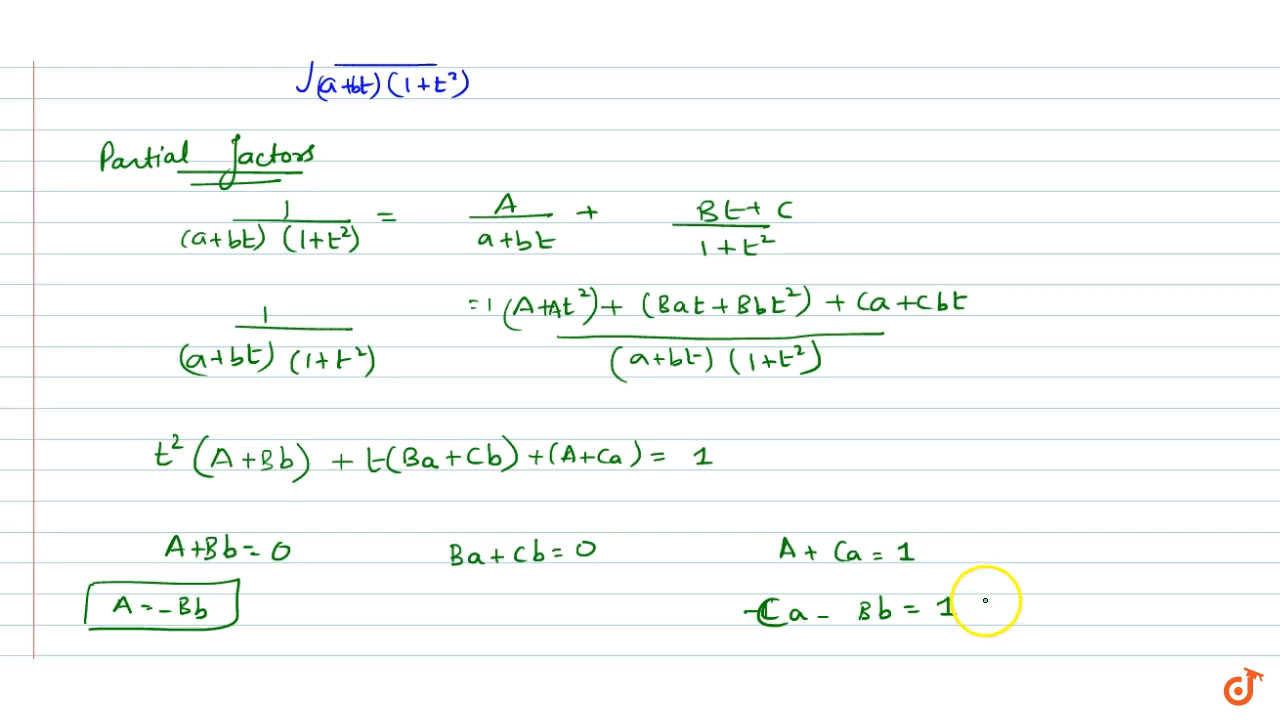 ∫ ――― (a+bt)(1+t²)
Partial factors
1/((a+bt)(1+t²)) = A/(a+bt) + (Bt+C)/(1+t²)
1/((a+bt)(1+t²)) = 1 ((A+At²) + (Bat+Bbt²) + Ca+Cbt)/((a+bt)(1+t²))
t²(A+Bb) + t(Ba+Cb) + (A+Ca) = 1
A+Bb=0 Ba+Cb=0 A+Ca=1
A=-Bb Ca-Bb=1